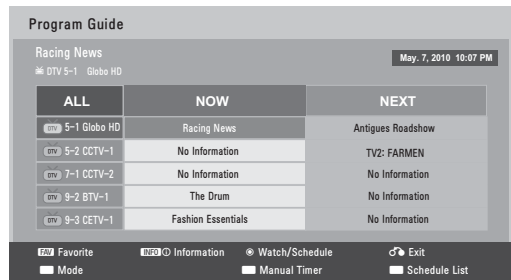 Program Guide
Racing News
May. 7, 2010 10:07 PM
DTV 5-1 Globo HD
ALL NOW NEXT
DTV 5-1 Globo HD Racing News Antigues Roadshow
DTV 5-2 CCTV-1 No Information TV2: FARMEN
DTV 7-1 CCTV-2 No Information No Information
DTV 9-2 BTV-1 The Drum No Information
DTV 9-3 CETV-1 Fashion Essentials No Information
FAV Favorite INFO i Information Watch/Schedule Exit
Mode Manual Timer Schedule List